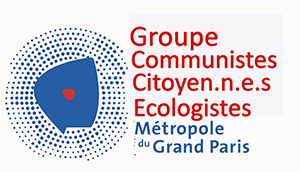 Groupe
Communistes
Citoyen.n.e.s
Ecologistes
Métropole
du Grand Paris